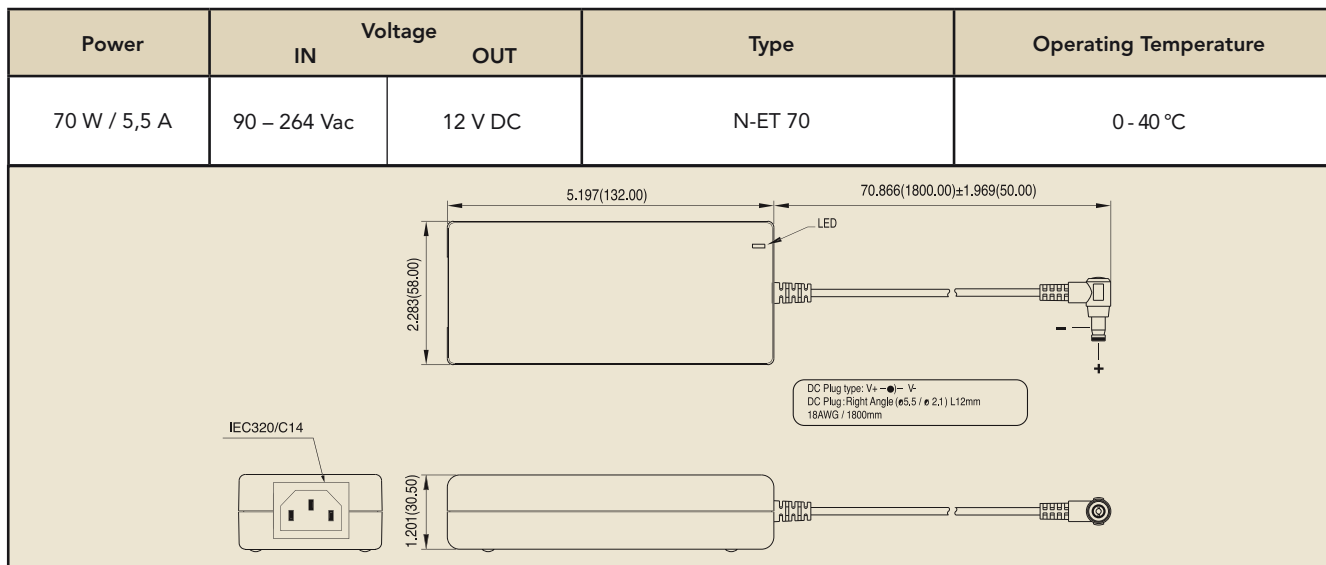 Power Voltage Type Operating Temperature
IN OUT
70 W / 5,5 A 90 – 264 Vac 12 V DC N-ET 70 0 - 40 °C
5.197(132.00) 70.866(1800.00)±1.969(50.00)
LED
2.283(58.00)
-
+
DC Plug type: V+ —●)— V-
DC Plug:Right Angle (ø5,5 / ø 2,1) L12mm
18AWG / 1800mm
IEC320/C14
1.201(30.50)